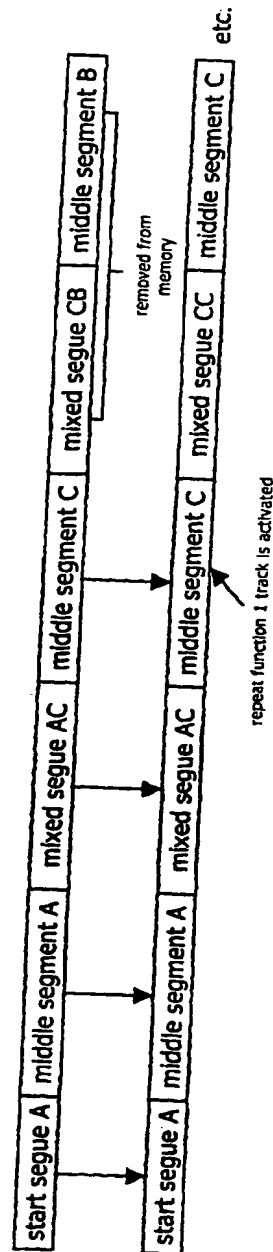 start segue A middle segment A mixed segue AC middle segment C mixed segue CB middle segment B
removed from
memory
start segue A middle segment A mixed segue AC middle segment C mixed segue CC middle segment C etc.
repeat function 1 track is activated